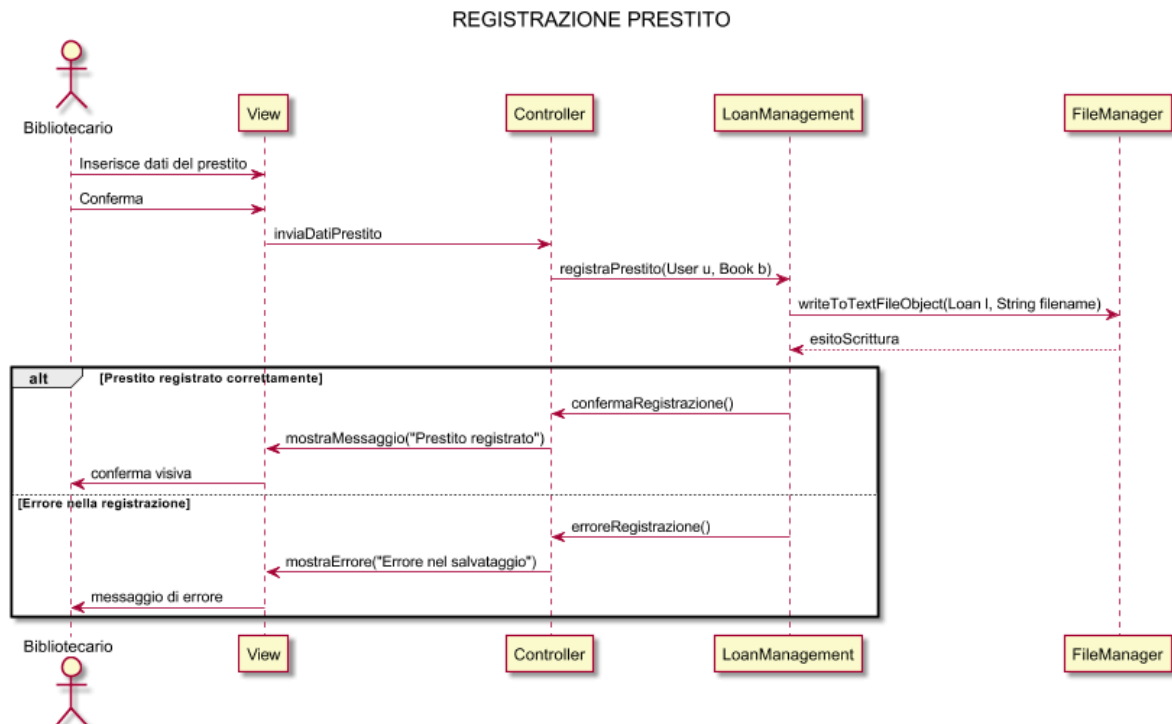 REGISTRAZIONE PRESTITO
Bibliotecario
View
Controller
LoanManagement
FileManager
Inserisce dati del prestito
Conferma
inviaDatiPrestito
registraPrestito(User u, Book b)
writeToTextFileObject(Loan l, String filename)
esitoScrittura
alt [Prestito registrato correttamente]
confermaRegistrazione()
mostraMessaggio("Prestito registrato")
conferma visiva
[Errore nella registrazione]
erroreRegistrazione()
mostraErrore("Errore nel salvataggio")
messaggio di errore
Bibliotecario
View
Controller
LoanManagement
FileManager